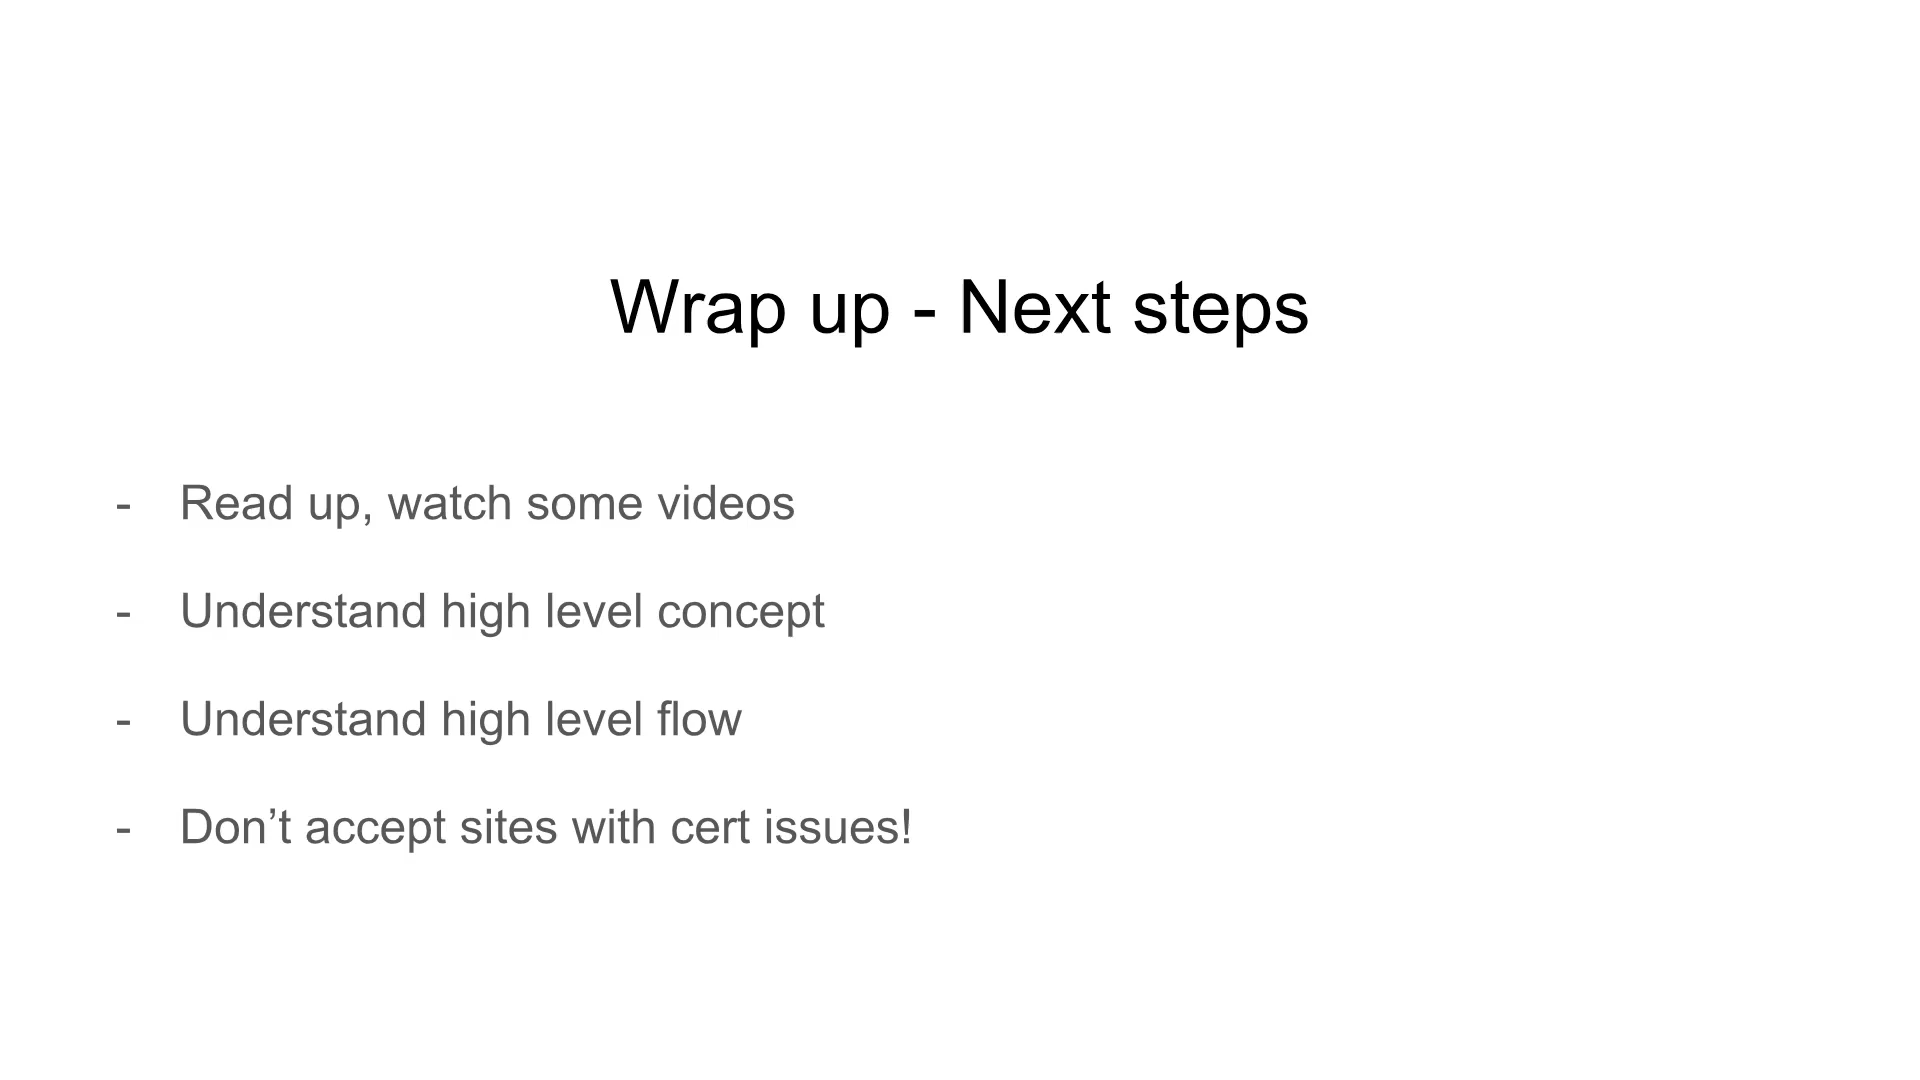 Wrap up - Next steps
- Read up, watch some videos
- Understand high level concept
- Understand high level flow
- Don’t accept sites with cert issues!